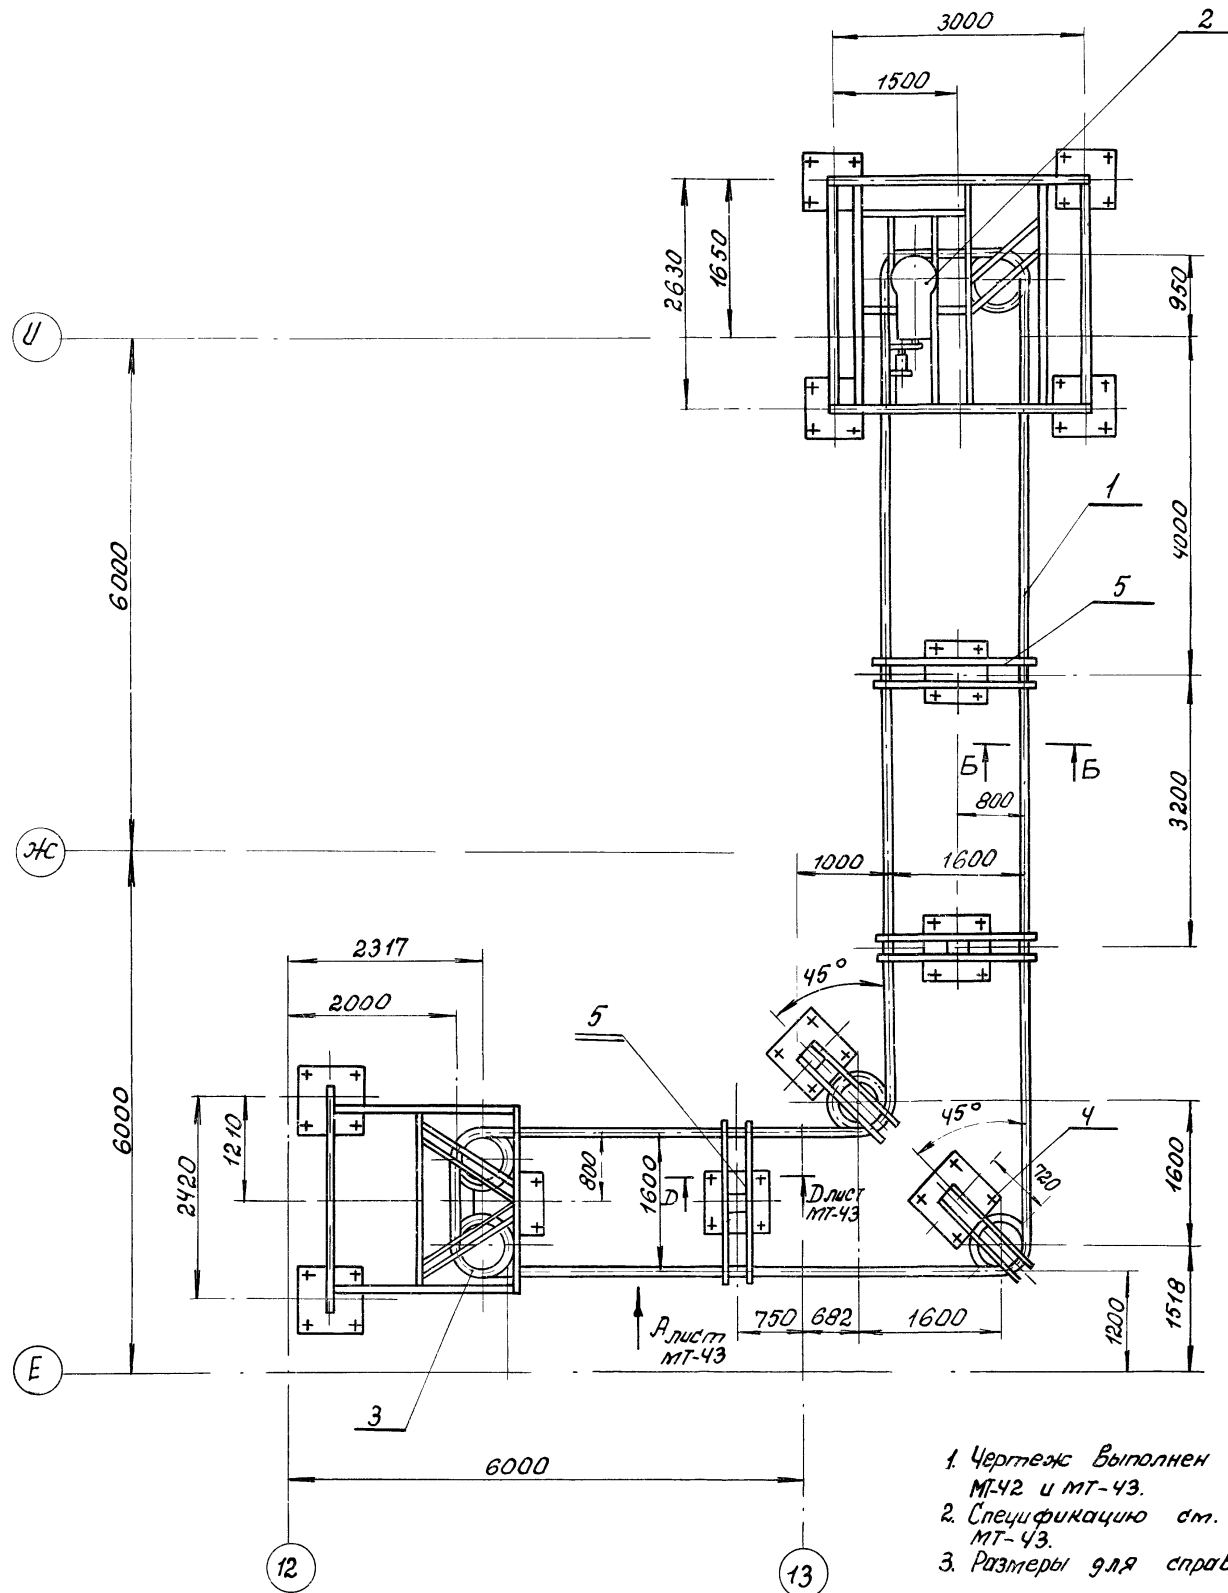 3000
2
1500
2630
1650
950
И
4000
1
6000
5
Б
Б
3200
800
Ж
1000
1600
2317
45°
2000
5
45°
4
1210
2420
6000
800
1600
Д
Д лист
МТ-43
720
1600
750
682
1600
1200
1518
А лист
МТ-43
Е
3
6000
1. Чертеж выполнен
МТ-42 и МТ-43.
2. Спецификацию см.
МТ-43.
3. Размеры для справ
12
13